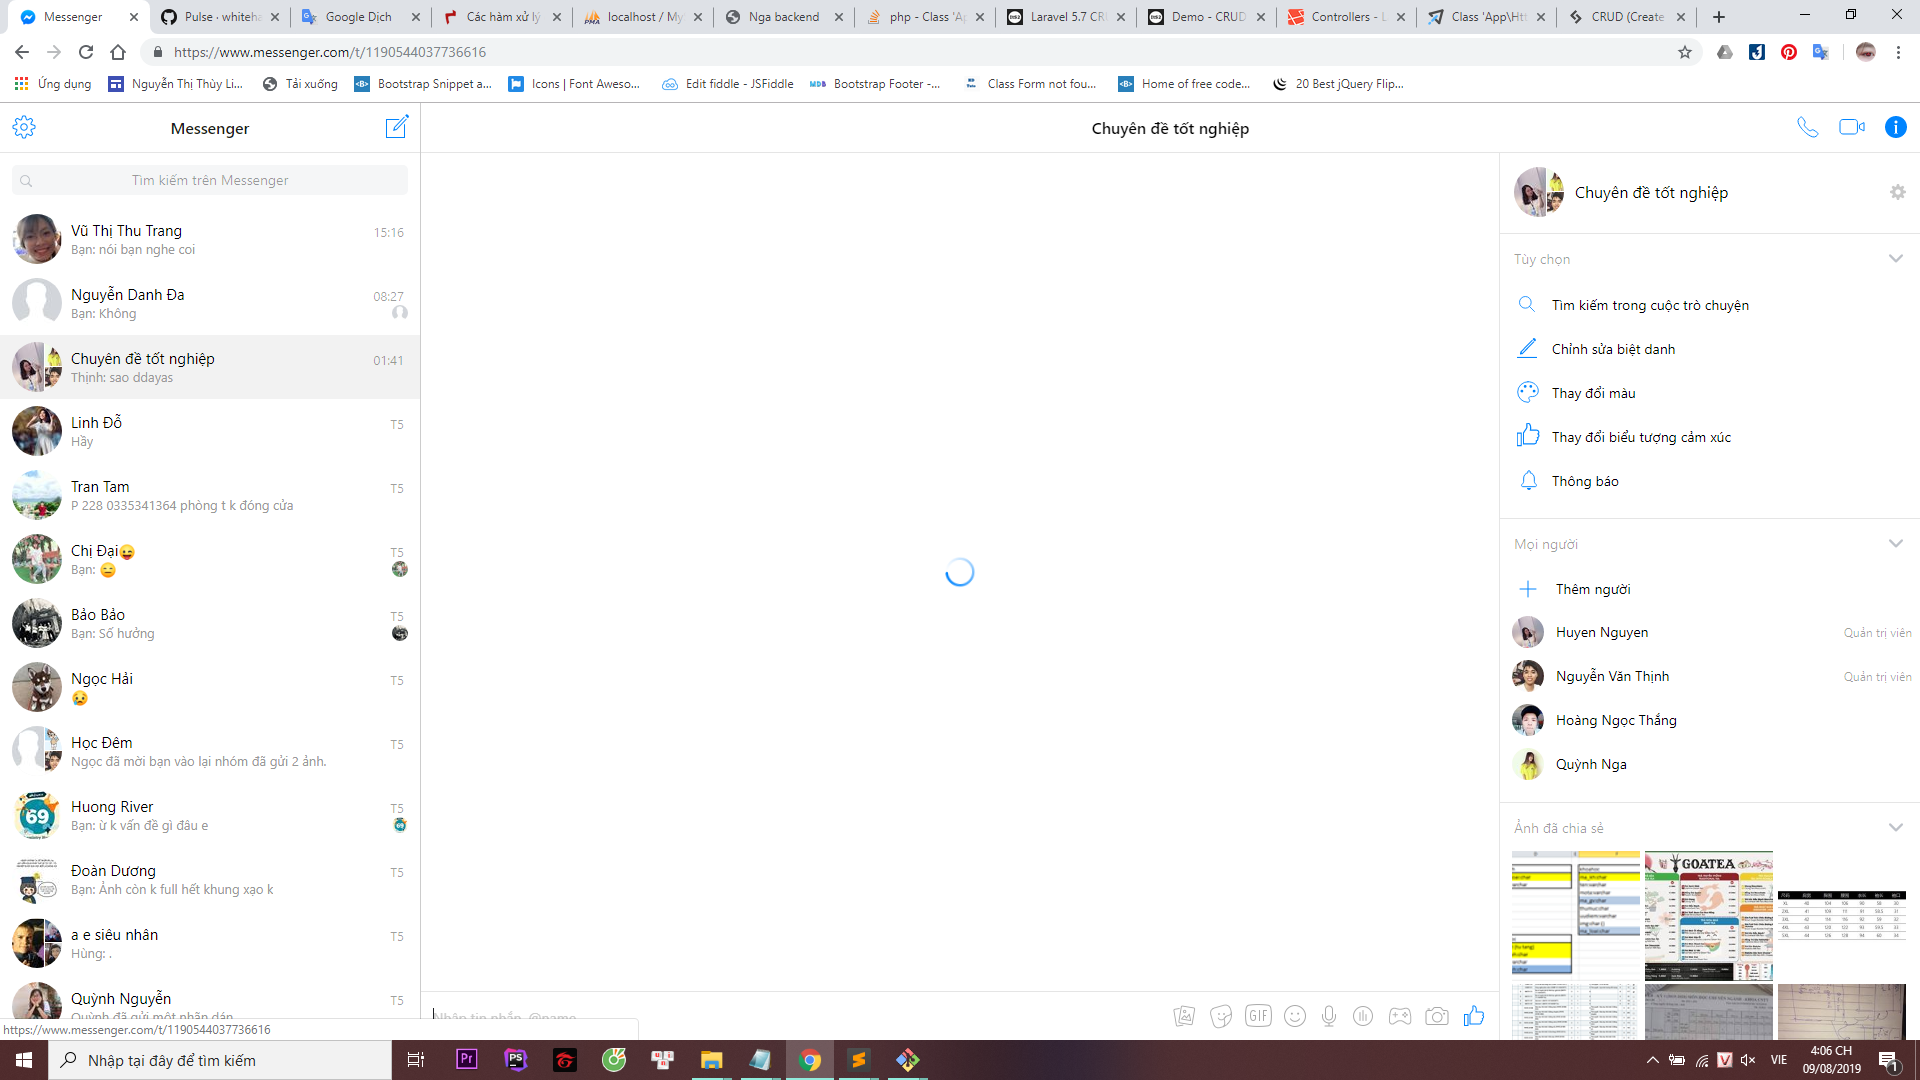 Messenger
Pulse · whiteha
Google Dịch
Các hàm xử lý
localhost / My
Nga backend
php - Class 'Ap
Laravel 5.7 CRU
Demo - CRUD
Controllers - L
Class 'App\Htt
CRUD (Create
https://www.messenger.com/t/1190544037736616
Ứng dụng
Nguyễn Thị Thùy Li...
Tải xuống
Bootstrap Snippet a...
Icons | Font Aweso...
Edit fiddle - JSFiddle
Bootstrap Footer -...
Class Form not fou...
Home of free code...
20 Best jQuery Flip...
Messenger
Chuyên đề tốt nghiệp
Tìm kiếm trên Messenger
Vũ Thị Thu Trang
15:16
Bạn: nói bạn nghe coi
Nguyễn Danh Đa
08:27
Bạn: Không
Chuyên đề tốt nghiệp
01:41
Thịnh: sao ddayas
Linh Đỗ
T5
Hầy
Tran Tam
T5
P 228 0335341364 phòng t k đóng cửa
Chị Đại
T5
Bạn:
Bảo Bảo
T5
Bạn: Số hưởng
Ngọc Hải
T5
Học Đêm
T5
Ngọc đã mời bạn vào lại nhóm đã gửi 2 ảnh.
Huong River
T5
Bạn: ừ k vấn đề gì đâu e
Đoàn Dương
T5
Bạn: Ảnh còn k full hết khung xạo k
a e siêu nhân
T5
Hùng: .
Quỳnh Nguyễn
T5
Quỳnh đã gửi một nhãn dán.
https://www.messenger.com/t/1190544037736616
Nhập tin nhắn, @name...
GIF
Chuyên đề tốt nghiệp
Tùy chọn
Tìm kiếm trong cuộc trò chuyện
Chỉnh sửa biệt danh
Thay đổi màu
Thay đổi biểu tượng cảm xúc
Thông báo
Mọi người
Thêm người
Huyen Nguyen
Quản trị viên
Nguyễn Văn Thịnh
Quản trị viên
Hoàng Ngọc Thắng
Quỳnh Nga
Ảnh đã chia sẻ
GOATEA
Nhập tại đây để tìm kiếm
VIE
4:06 CH
09/08/2019